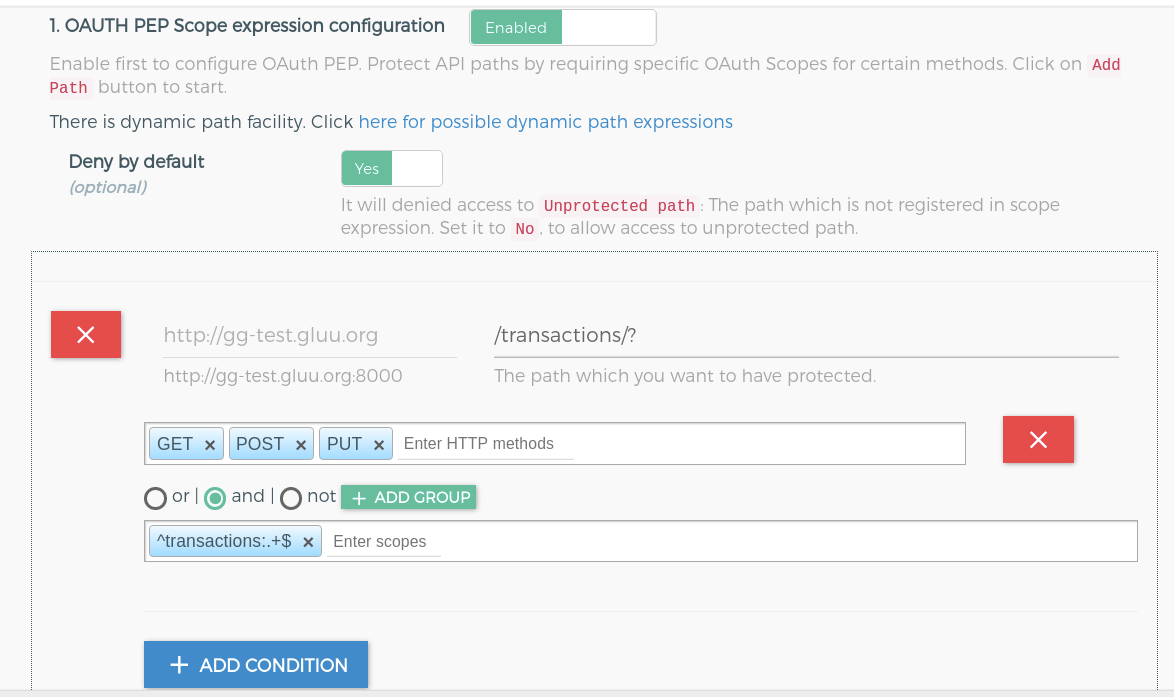 1. OAUTH PEP Scope expression configuration Enabled
Enable first to configure OAuth PEP. Protect API paths by requiring specific OAuth Scopes for certain methods. Click on Add
Path button to start.
There is dynamic path facility. Click here for possible dynamic path expressions
Deny by default Yes
(optional)
It will denied access to Unprotected path : The path which is not registered in scope
expression. Set it to No , to allow access to unprotected path.
http://gg-test.gluu.org /transactions/?
http://gg-test.gluu.org:8000 The path which you want to have protected.
GET × POST × PUT × Enter HTTP methods
or | and | not + ADD GROUP
^transactions:.+$ × Enter scopes
+ ADD CONDITION